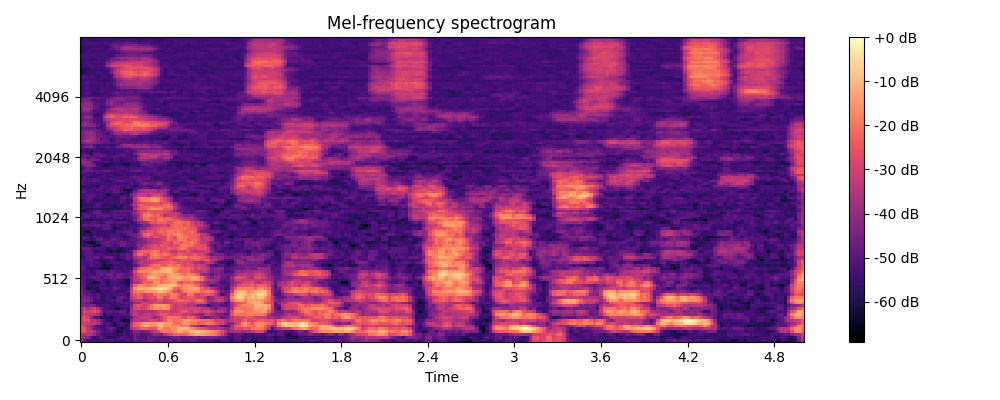 Mel-frequency spectrogram
+0 dB
-10 dB
-20 dB
-30 dB
-40 dB
-50 dB
-60 dB
4096
2048
1024
512
0
Hz
0 0.6 1.2 1.8 2.4 3 3.6 4.2 4.8
Time